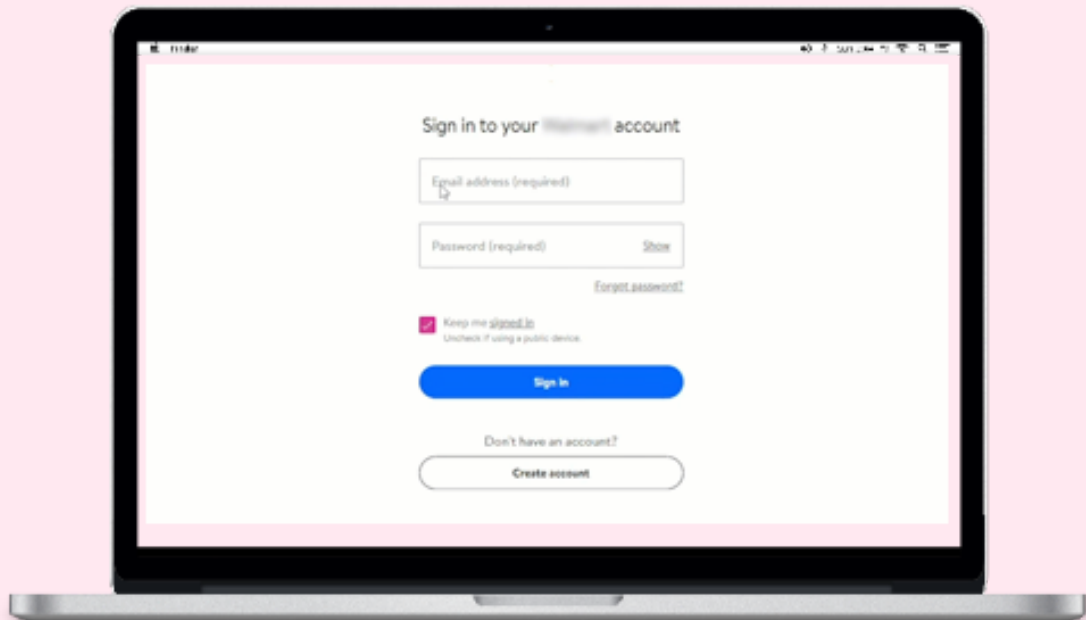 Finder
Sign in to your account
Email address (required)
Password (required) Show
Forgot password?
Keep me signed in
Uncheck if using a public device.
Sign in
Don't have an account?
Create account